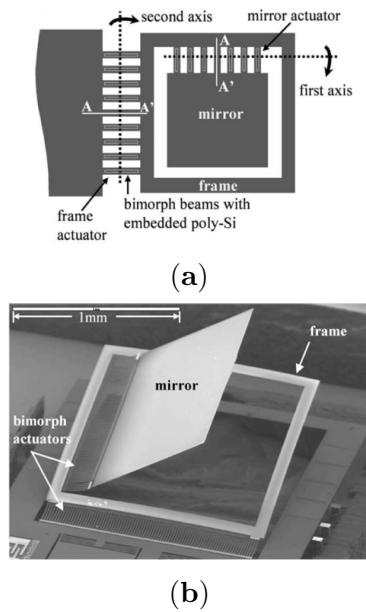 second axis
mirror actuator
A
A'
A
A'
first axis
mirror
frame
frame
actuator
bimorph beams with
embedded poly-Si
(a)
1mm
frame
mirror
bimorph
actuators
(b)